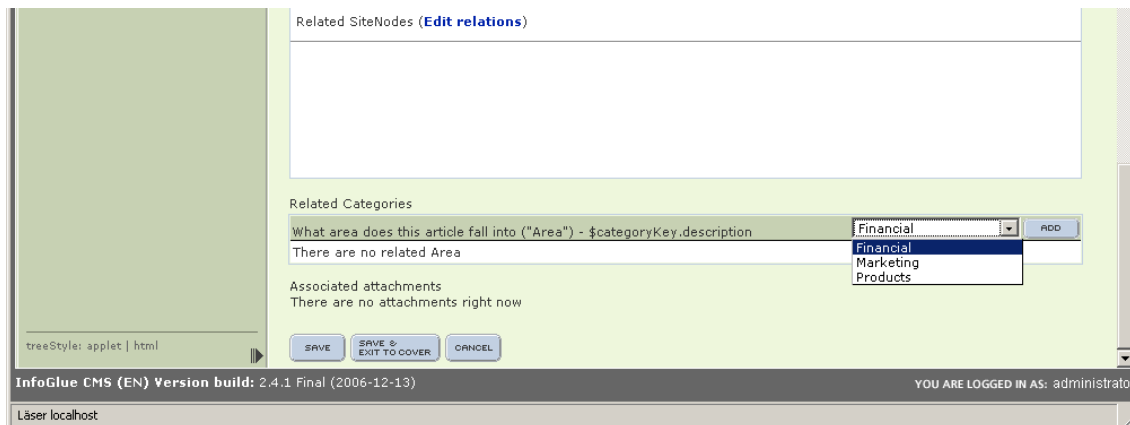 Related SiteNodes (Edit relations)
Related Categories
What area does this article fall into ("Area") - $categoryKey.description
Financial
ADD
There are no related Area
Financial
Marketing
Products
Associated attachments
There are no attachments right now
treeStyle: applet | html
SAVE
SAVE &
EXIT TO COVER
CANCEL
InfoGlue CMS (EN) Version build: 2.4.1 Final (2006-12-13)
YOU ARE LOGGED IN AS: administrato
Läser localhost